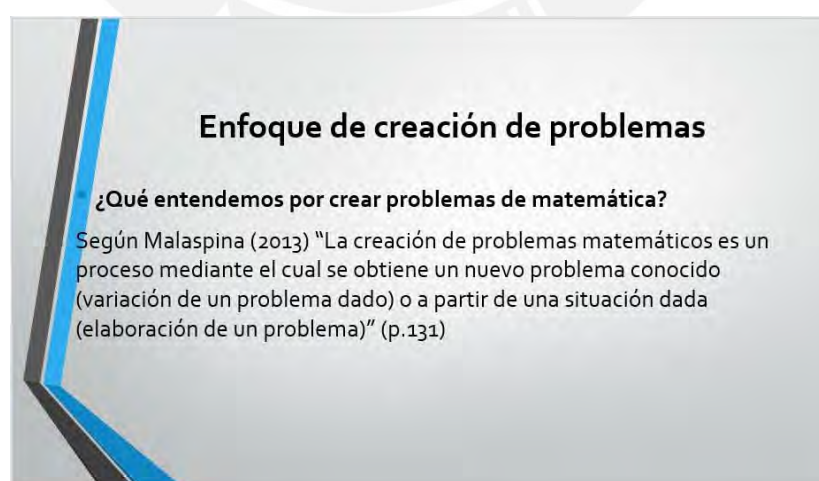 Enfoque de creación de problemas
¿Qué entendemos por crear problemas de matemática?
Según Malaspina (2013) “La creación de problemas matemáticos es un
proceso mediante el cual se obtiene un nuevo problema conocido
(variación de un problema dado) o a partir de una situación dada
(elaboración de un problema)” (p.131)